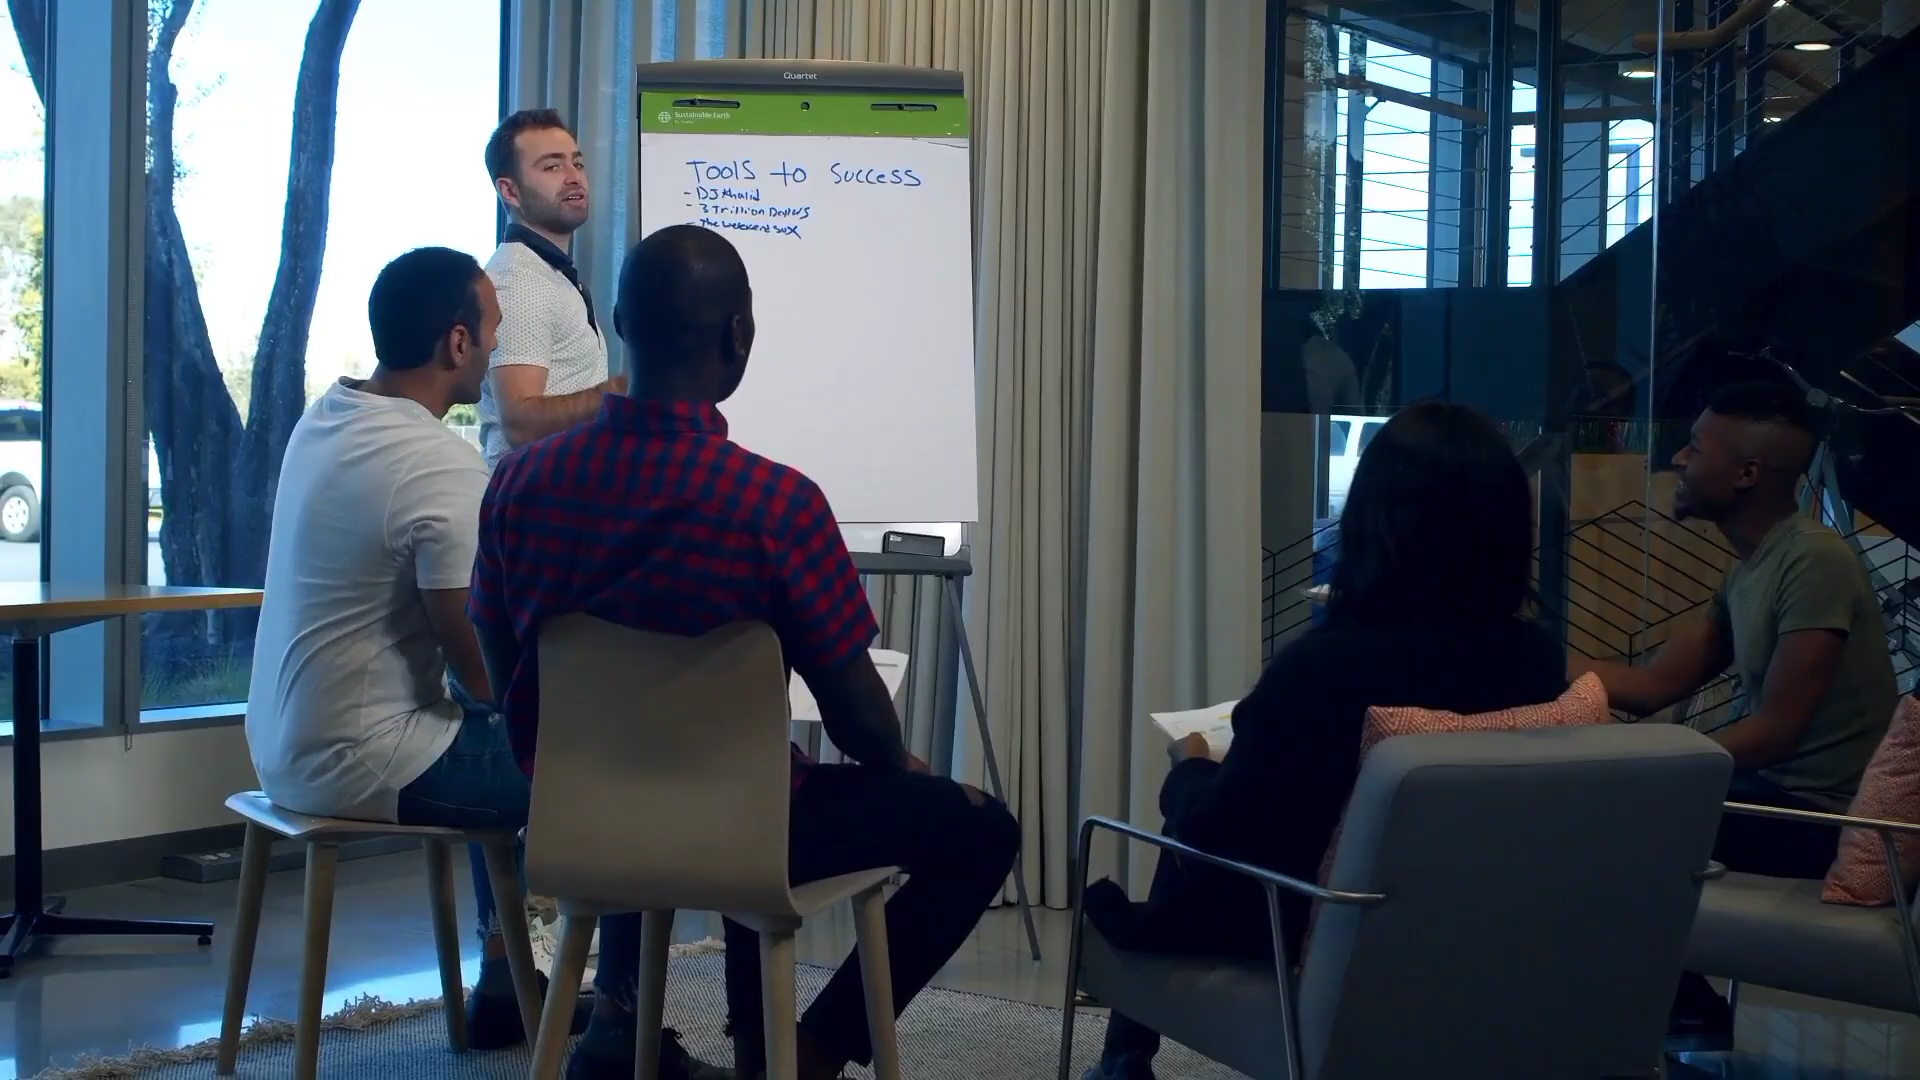 Quartet
Sustainable Earth
Tools to Success
- DJ Khalid
- 3 Trillion Dollars
- The weekend sux